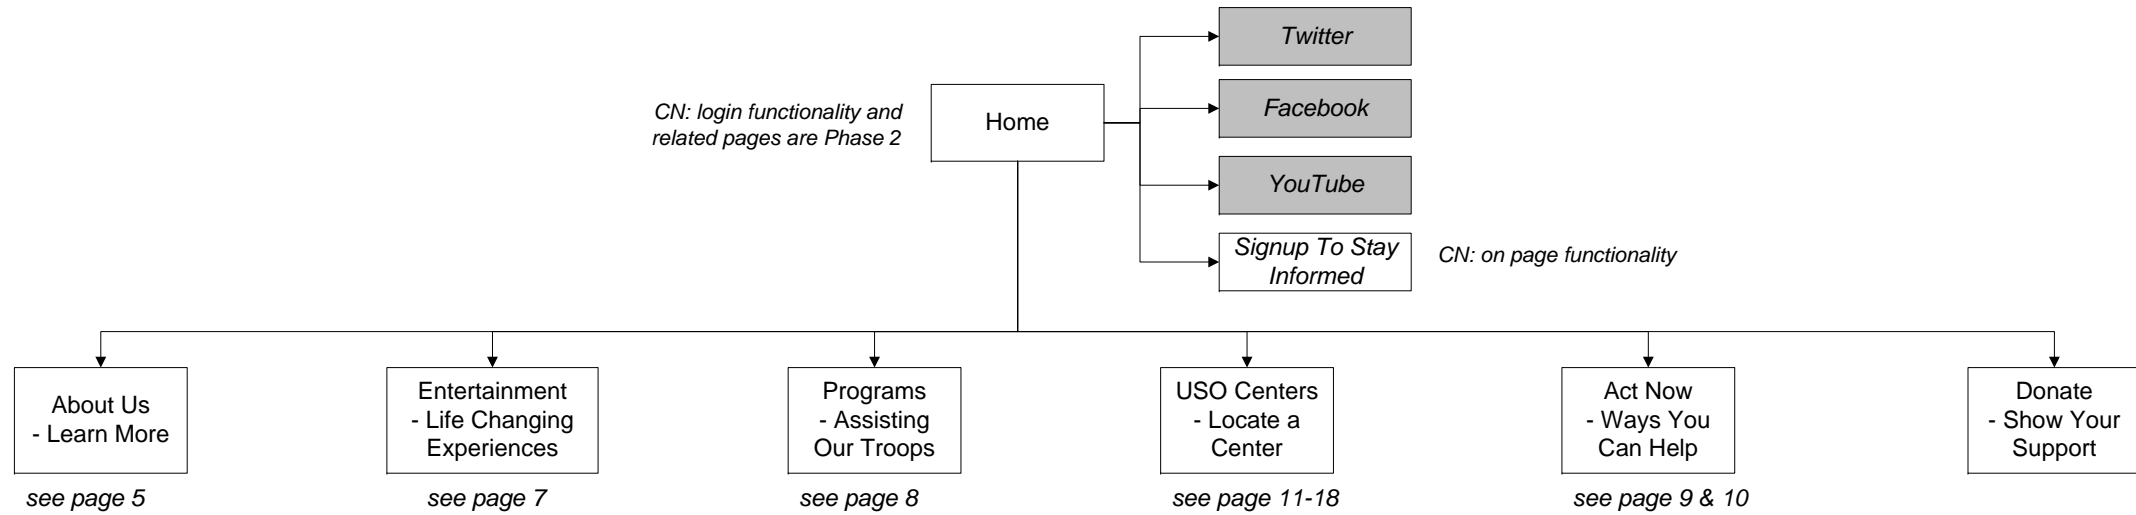 Twitter
CN: login functionality and
related pages are Phase 2
Home
Facebook
YouTube
Signup To Stay
Informed
CN: on page functionality
About Us
- Learn More
see page 5
Entertainment
- Life Changing
Experiences
see page 7
Programs
- Assisting
Our Troops
see page 8
USO Centers
- Locate a
Center
see page 11-18
Act Now
- Ways You
Can Help
see page 9 & 10
Donate
- Show Your
Support